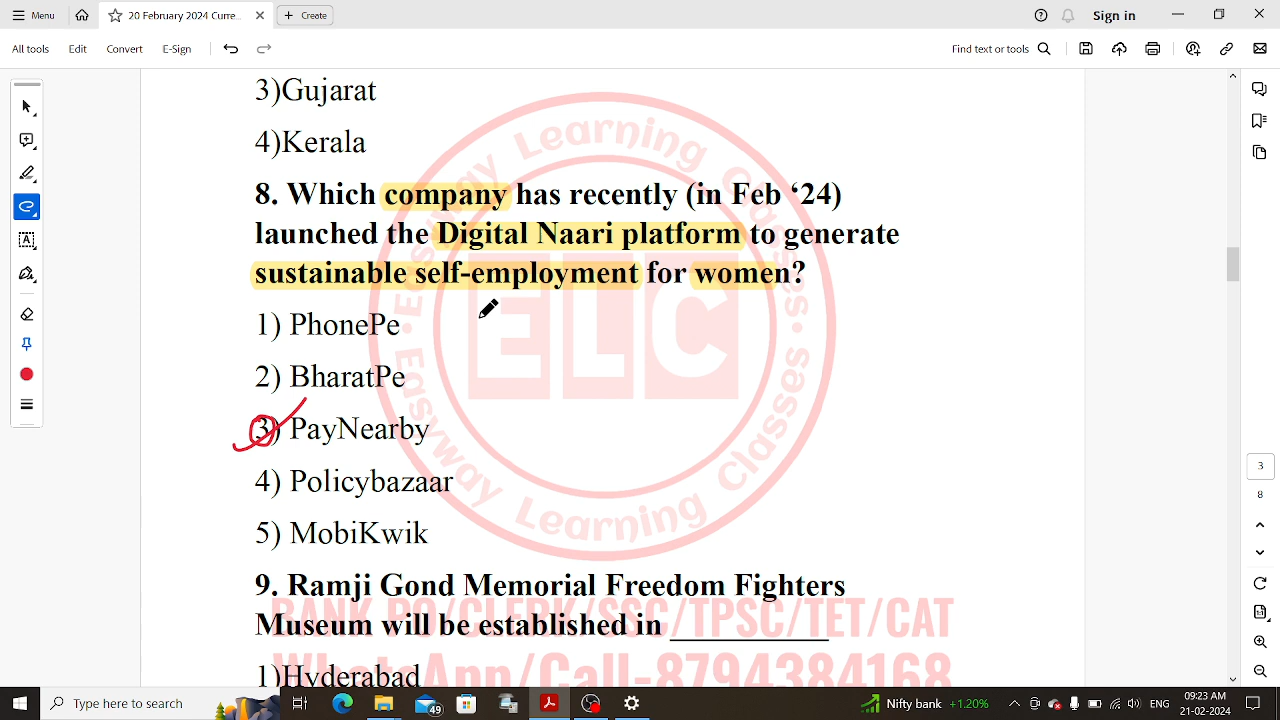 Menu
20 February 2024 Curre...
Create
Sign in
All tools
Edit
Convert
E-Sign
Find text or tools
3)Gujarat
4)Kerala
8. Which company has recently (in Feb ‘24)
launched the Digital Naari platform to generate
sustainable self-employment for women?
1) PhonePe
2) BharatPe
3) PayNearby
4) Policybazaar
5) MobiKwik
9. Ramji Gond Memorial Freedom Fighters
Museum will be established in ____________
1)Hyderabad
Easyway Learning Classes
ELC
Easyway Learning Classes
BANK PO/CLERK/SSC/TPSC/TET/CAT
WhatsApp/Call-8794384168
3
8
Type here to search
49
Nifty bank +1.20%
ENG
09:23 AM
21-02-2024